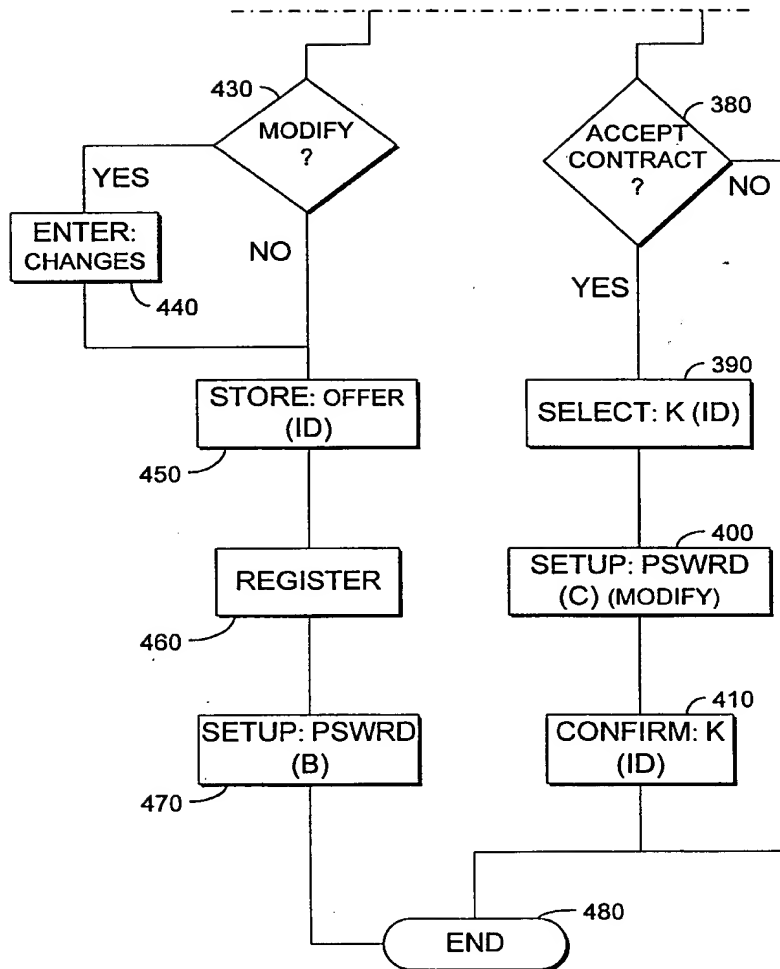 430
MODIFY
?
YES
ENTER:
CHANGES
440
NO
STORE: OFFER
(ID)
450
REGISTER
460
SETUP: PSWRD
(B)
470
380
ACCEPT
CONTRACT
?
NO
YES
390
SELECT: K (ID)
400
SETUP: PSWRD
(C) (MODIFY)
410
CONFIRM: K
(ID)
480
END